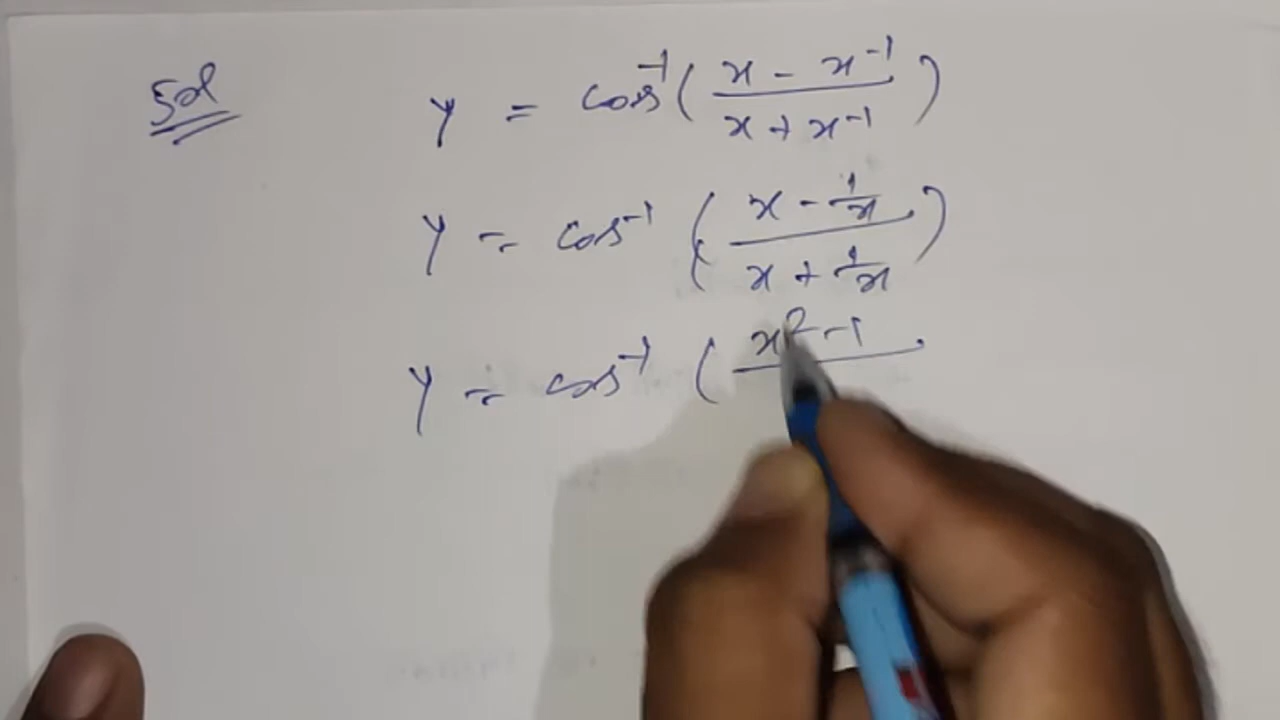 Sol
y = cos⁻¹ ( (x - x⁻¹) / (x + x⁻¹) )
y = cos⁻¹ ( (x - 1/x) / (x + 1/x) )
y = cos⁻¹ ( x² - 1